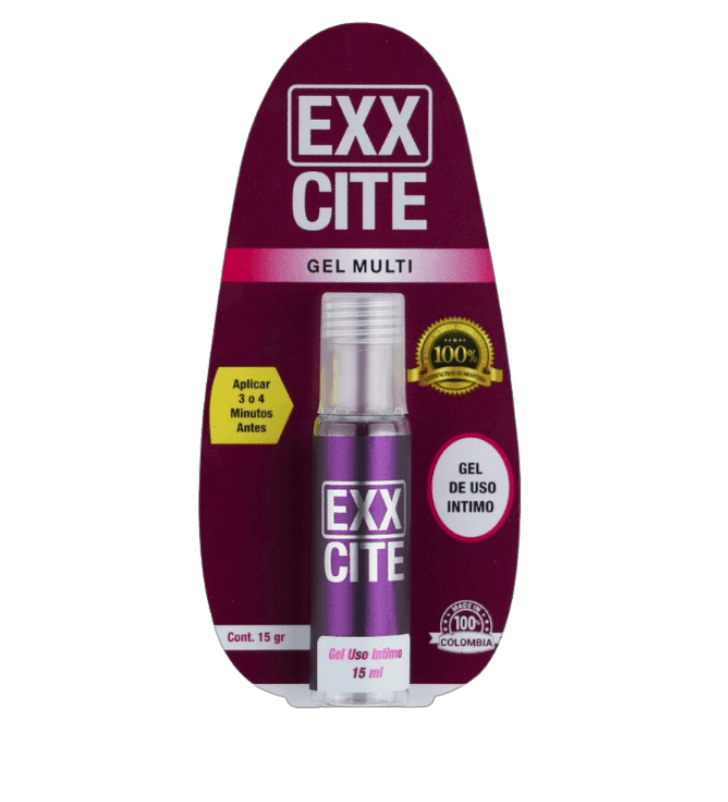 EXX
CITE
GEL MULTI
100%
Aplicar
3 o 4
Minutos
Antes
GEL
DE USO
INTIMO
EXX
CITE
Cont. 15 gr
Gel Uso Intimo
15 ml
MADE IN
100%
COLOMBIA